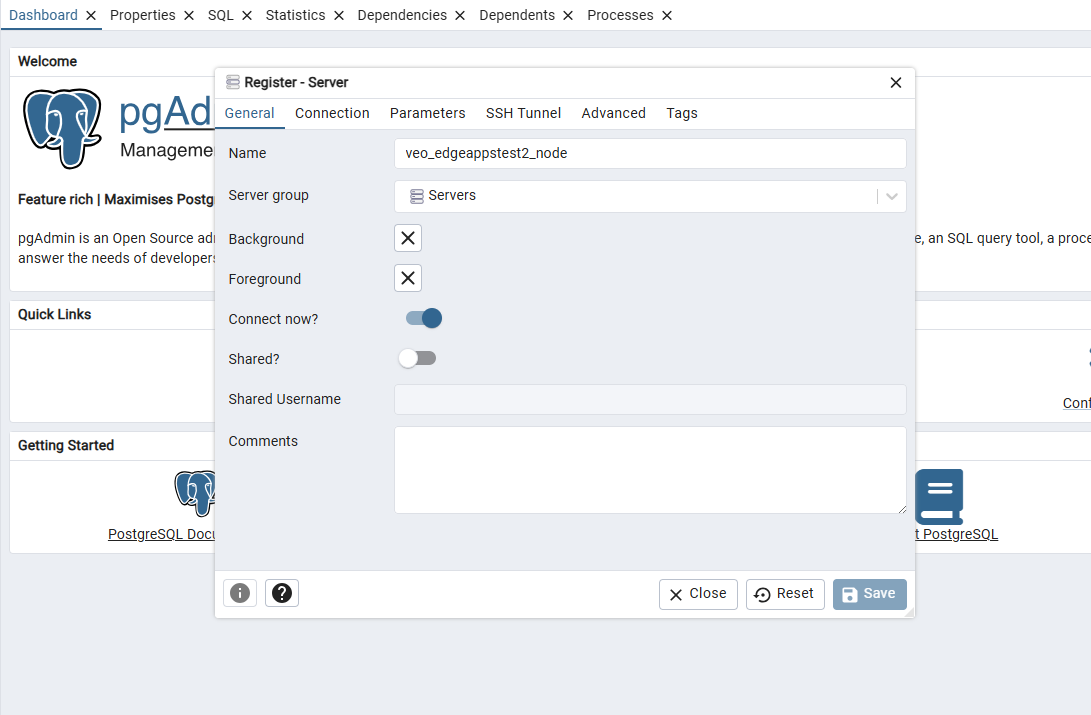 Dashboard Properties SQL Statistics Dependencies Dependents Processes
Welcome
Register - Server
General Connection Parameters SSH Tunnel Advanced Tags
pgAd
Manageme
Name veo_edgeappstest2_node
Feature rich | Maximises Postg
Server group Servers
pgAdmin is an Open Source ad
Background
e, an SQL query tool, a proce
answer the needs of developers
Foreground
Quick Links
Connect now?
Shared?
Shared Username
Conf
Comments
Getting Started
PostgreSQL Docu
t PostgreSQL
Close Reset Save